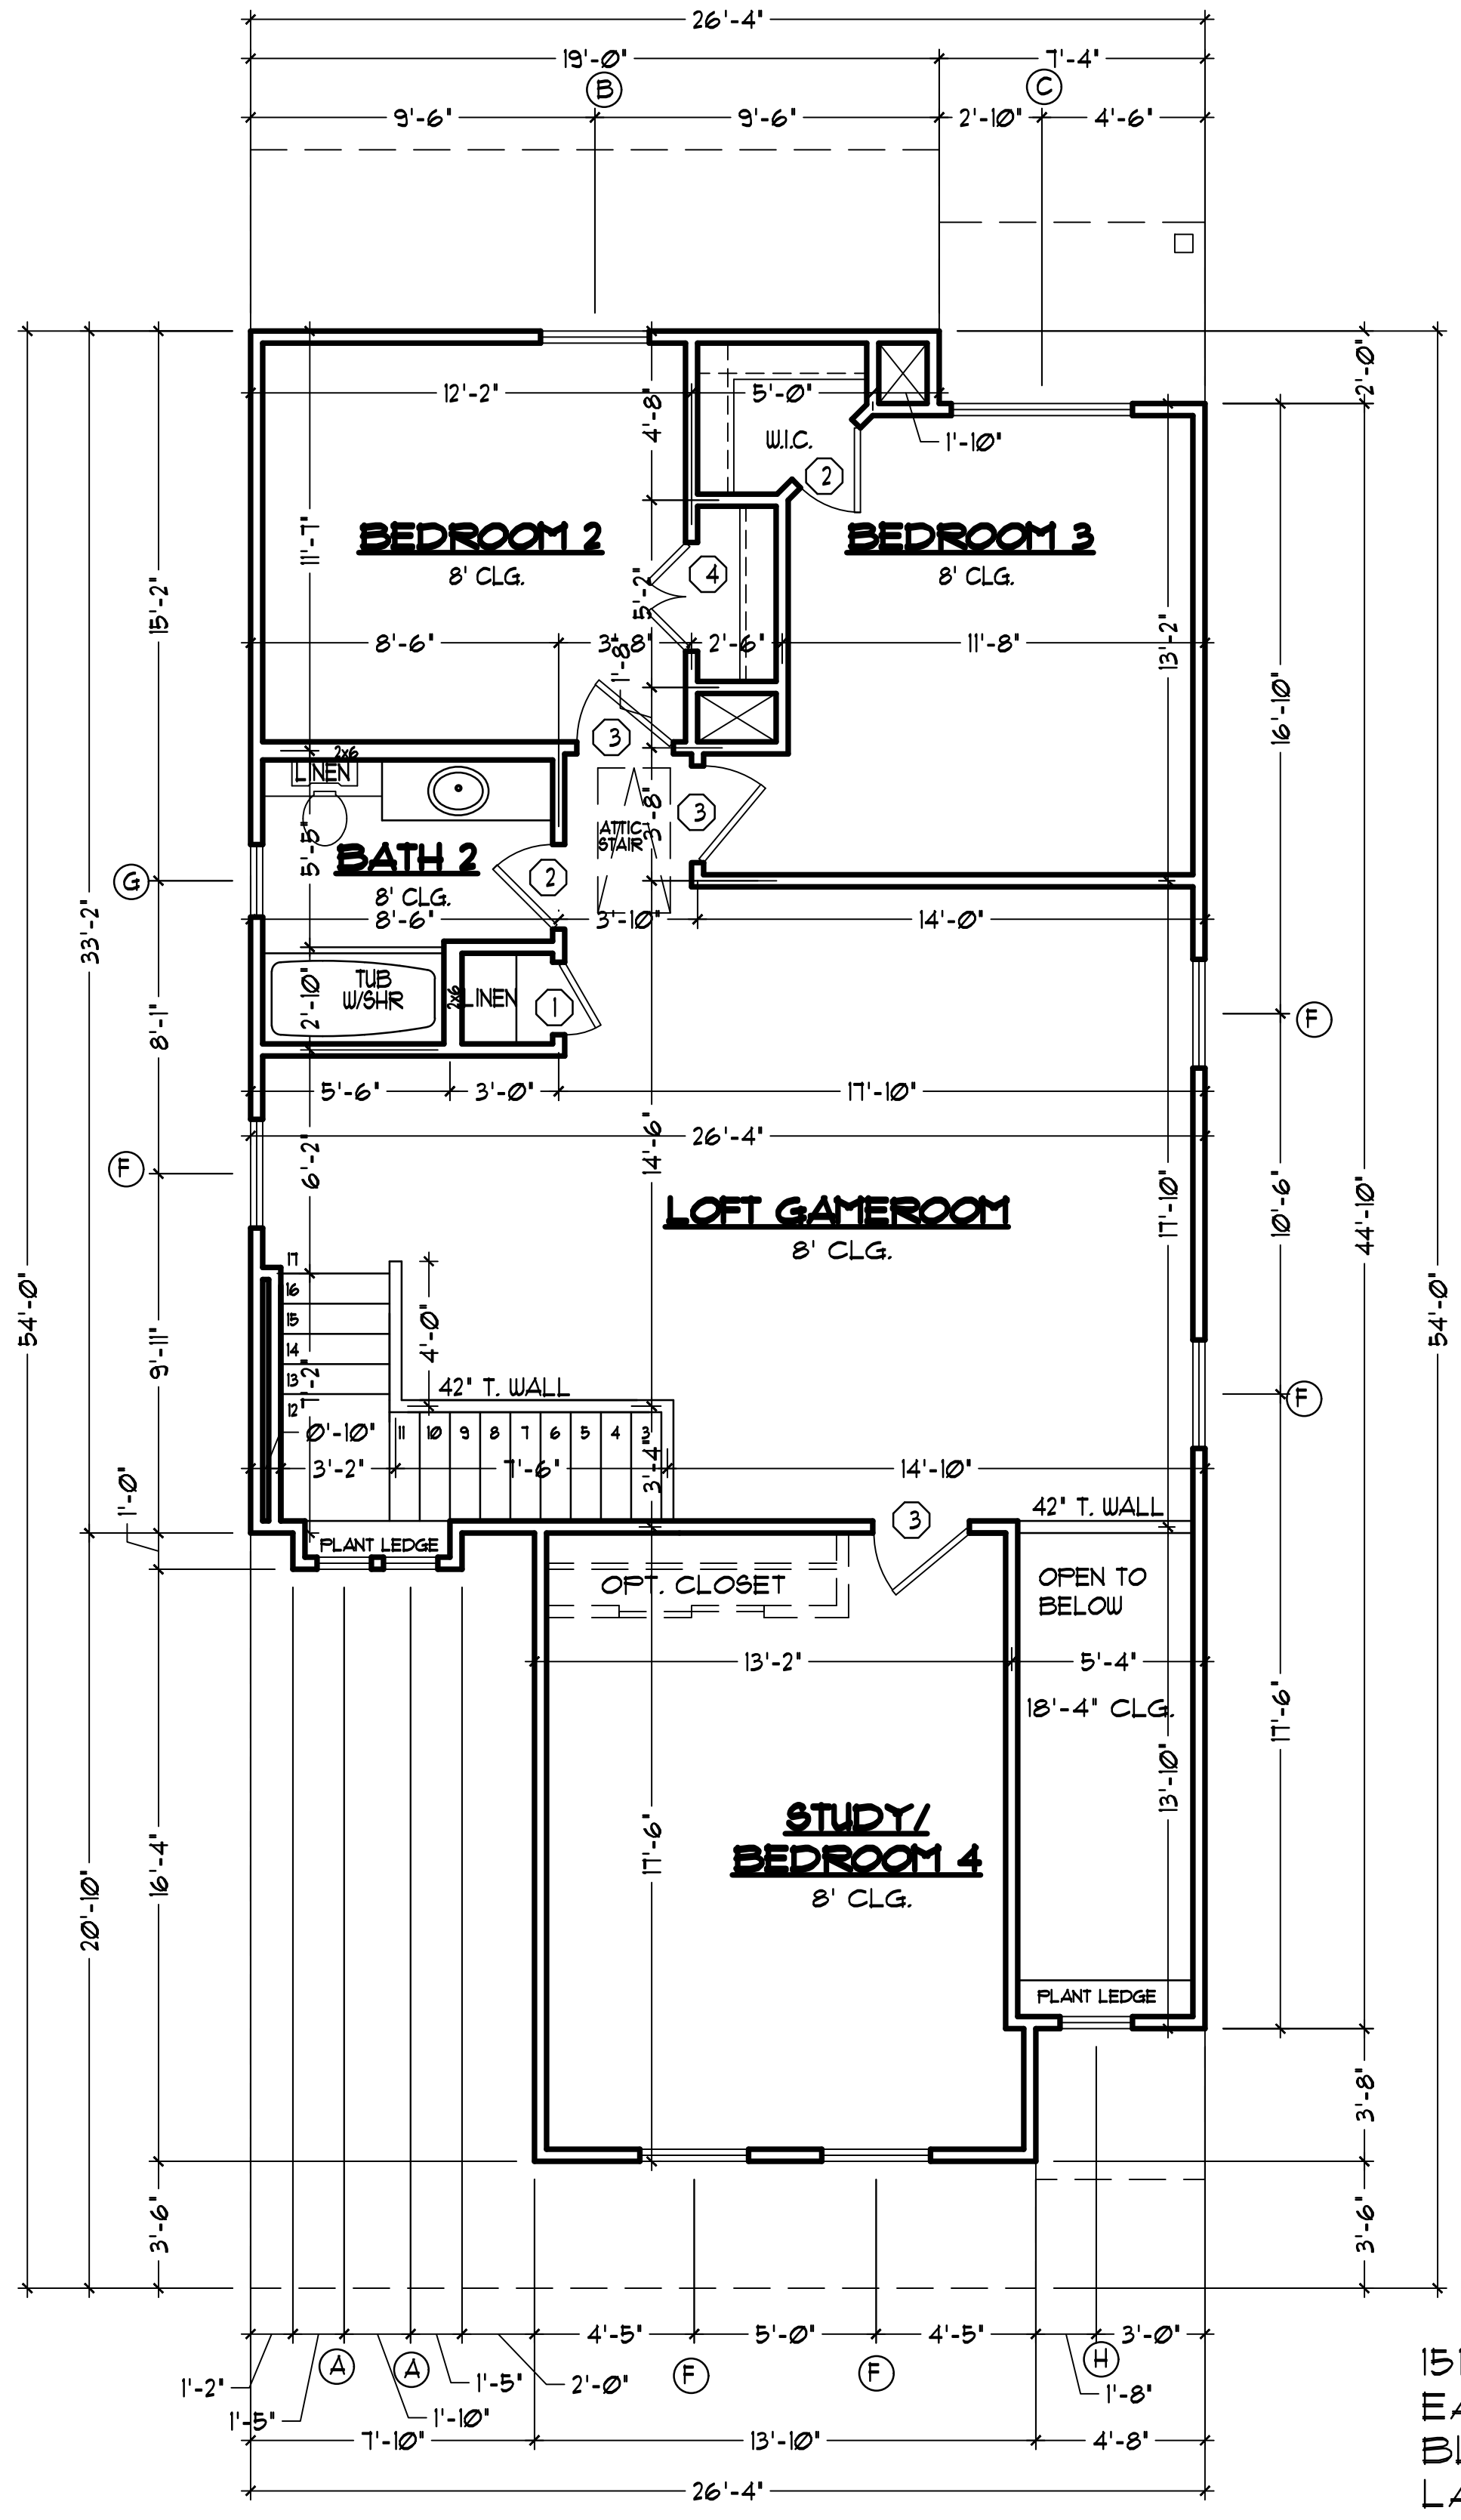 26'-4"
19'-0" 7'-4"
B C
9'-6" 9'-6" 2'-10" 4'-6"
2'-0"
12'-2" 4'-8" 5'-0"
W.I.C. 1'-10"
2
11'-7" BEDROOM 2 BEDROOM 3
8' CLG. 4 8' CLG.
15'-2" 5'-2"
8'-6" 3'-8" 2'-6" 11'-8" 13'-2"
1'-8"
16'-10"
3
2x6
LINEN
3'-8" 3
ATTIC
STAIR
5'-5" BATH 2
G 2
8' CLG.
8'-6" 3'-10" 14'-0"
33'-2"
TUB
W/SHR
2'-10" 2x6 LINEN 1
8'-1" F
5'-6" 3'-0" 17'-10"
26'-4"
F 6'-2" 14'-6"
LOFT GAMEROOM
8' CLG.
17'-10" 10'-6" 44'-10"
17
16
15
14
13
12
54'-0" 54'-0"
9'-11" 4'-0" 7'-2"
42" T. WALL
F
0'-10" 11 10 9 8 7 6 5 4 3
3'-2" 7'-6" 3'-4" 14'-10"
1'-0"
3 42" T. WALL
PLANT LEDGE
OPT. CLOSET OPEN TO
BELOW
13'-2" 5'-4"
18'-4" CLG.
17'-6"
13'-10"
STUDY/
BEDROOM 4
8' CLG.
17'-6"
16'-4"
20'-10"
PLANT LEDGE
3'-8"
3'-6" 3'-6"
4'-5" 5'-0" 4'-5" 3'-0"
A A F F H
1'-2" 1'-5" 2'-0" 1'-8"
1'-5" 1'-10"
7'-10" 13'-10" 4'-8"
26'-4"